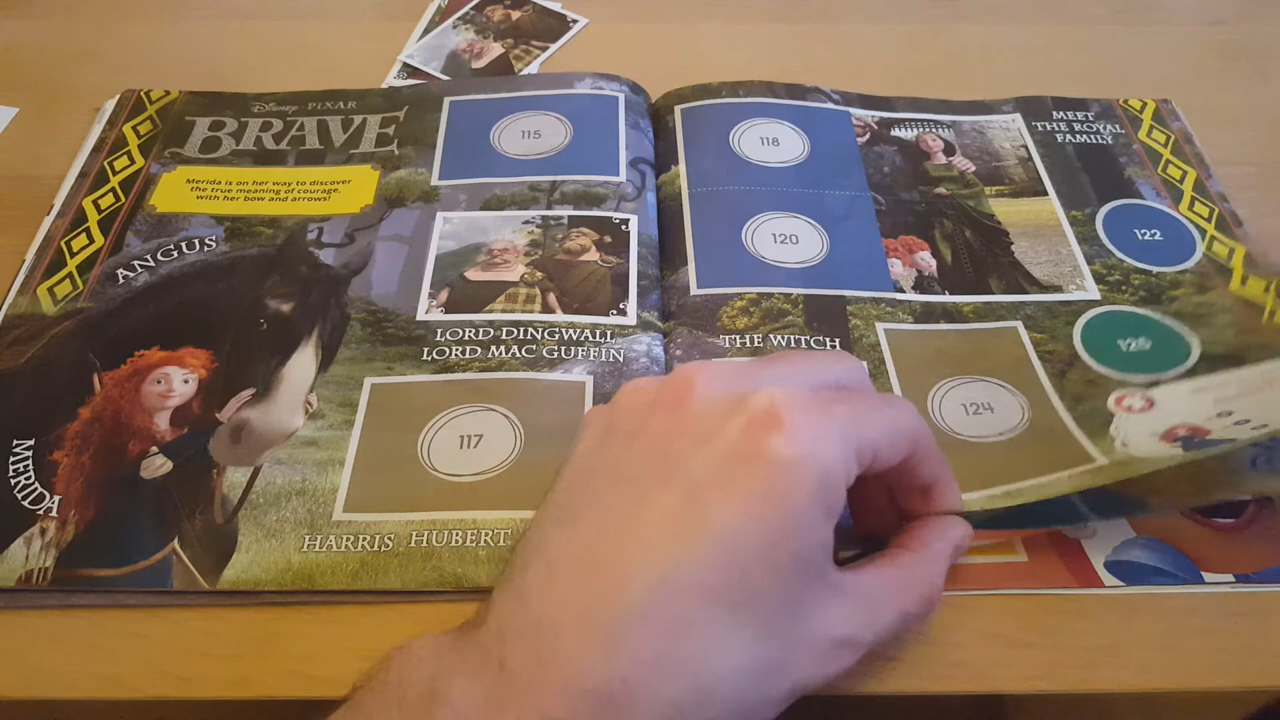 Disney · PIXAR
BRAVE
Merida is on her way to discover
the true meaning of courage,
with her bow and arrows!
ANGUS
MERIDA
115
LORD DINGWALL
LORD MAC GUFFIN
117
HARRIS HUBERT
118
120
MEET
THE ROYAL
FAMILY
122
THE WITCH
124
125